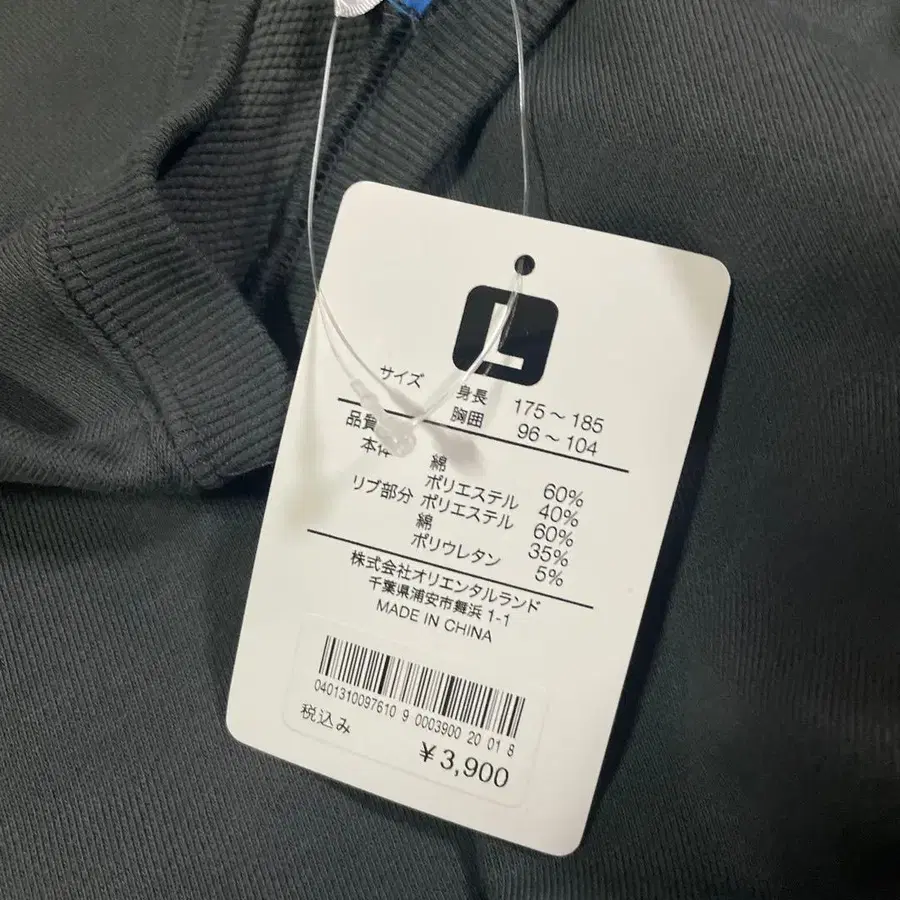 L
サイズ 身長 175～185
胸囲 96～104
品質
本体 綿 60%
ポリエステル 40%
リブ部分 ポリエステル 60%
綿 35%
ポリウレタン 5%
株式会社オリエンタルランド
千葉県浦安市舞浜 1-1
MADE IN CHINA
0401310097610 9 0003900 20 01 8
税込み
¥3,900